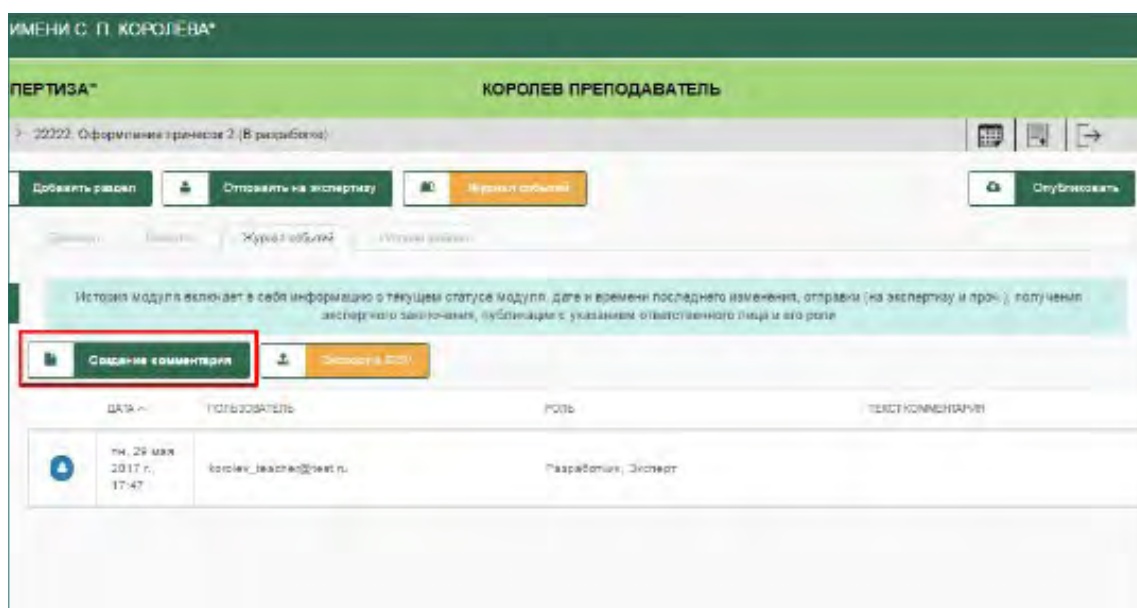 ИМЕНИ С. П. КОРОЛЁВА"
ПЕРТИЗА"
КОРОЛЕВ ПРЕПОДАВАТЕЛЬ
22222. Оформление причесок 2 (В разработке)
Добавить раздел
Отправить на экспертизу
Журнал событий
Опубликовать
Журнал событий
История модуля включает в себя информацию о текущем статусе модуля, дате и времени последнего изменения, отправки (на экспертизу и проч.), получения
экспертного заключения, публикации с указанием ответственного лица и его роли
Создание комментария
Экспорт в CSV
ДАТА ПОЛЬЗОВАТЕЛЬ РОЛЬ ТЕКСТ КОММЕНТАРИЯ
пн, 29 мая
2017 г.,
17:47
korolev_teacher@test.ru
Разработчик, Эксперт